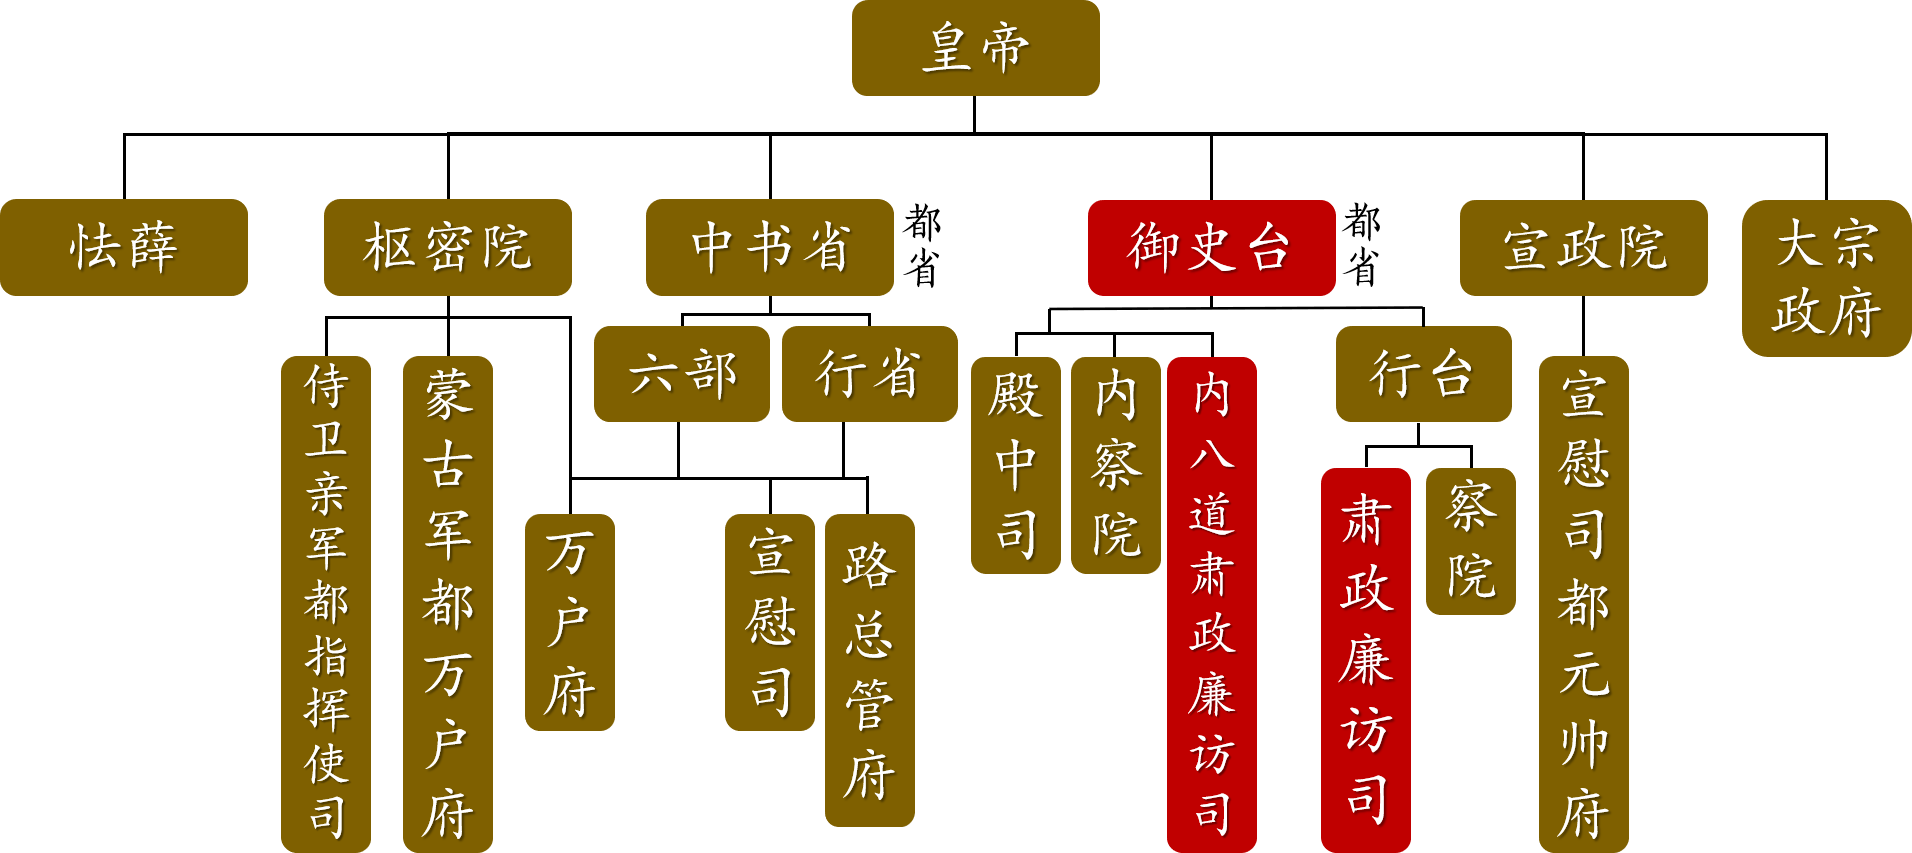 皇帝
怯薛
枢密院
中书省
都省
御史台
都省
宣政院
大宗
政府
六部
行省
行台
侍卫亲军都指挥使司
蒙古军都万户府
万户府
宣慰司
路总管府
殿中司
内察院
内八道肃政廉访司
肃政廉访司
察院
宣慰司都元帅府